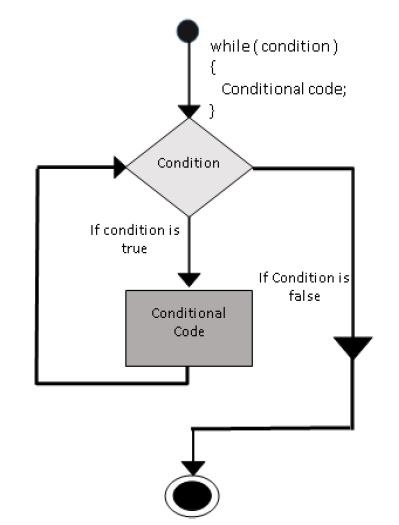 while ( condition )
{
Conditional code;
}
Condition
If condition is
true
If Condition is
false
Conditional
Code